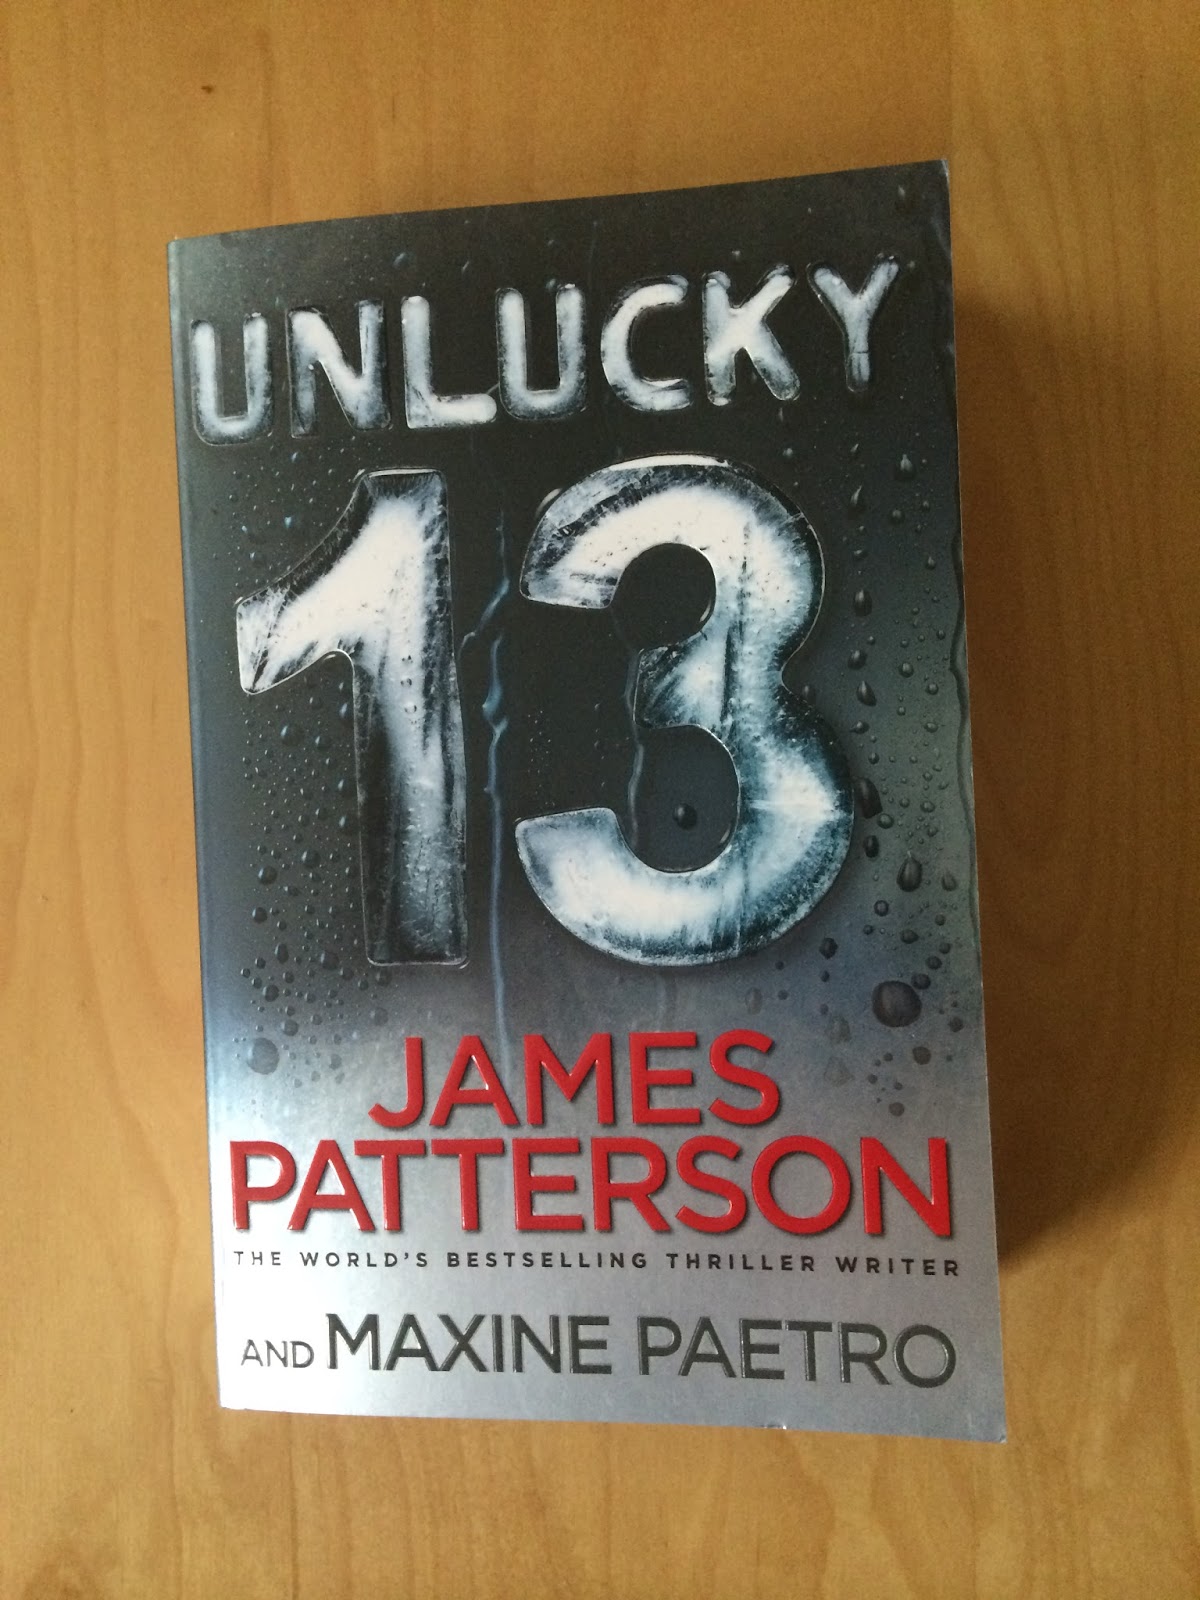 UNLUCKY
13
JAMES
PATTERSON
THE WORLD'S BESTSELLING THRILLER WRITER
AND MAXINE PAETRO